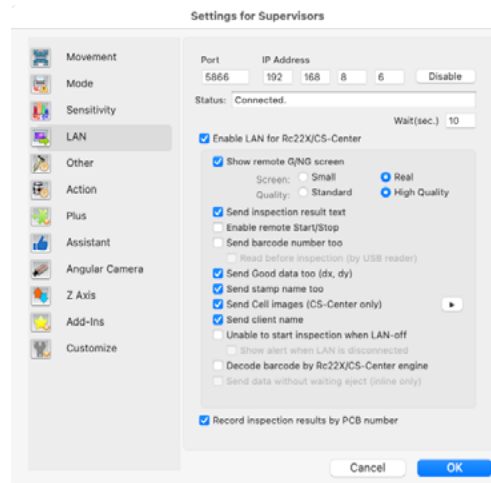 Settings for Supervisors
Movement
Mode
Sensitivity
LAN
Other
Action
Plus
Assistant
Angular Camera
Z Axis
Add-Ins
Customize
Port IP Address
5866 192 168 8 6 Disable
Status: Connected.
Wait(sec.) 10
Enable LAN for Rc22X/CS-Center
Show remote G/NG screen
Screen: Small Real
Quality: Standard High Quality
Send inspection result text
Enable remote Start/Stop
Send barcode number too
Read before inspection (by USB reader)
Send Good data too (dx, dy)
Send stamp name too
Send Cell images (CS-Center only)
Send client name
Unable to start inspection when LAN-off
Show alert when LAN is disconnected
Decode barcode by Rc22X/CS-Center engine
Send data without waiting eject (inline only)
Record inspection results by PCB number
Cancel OK